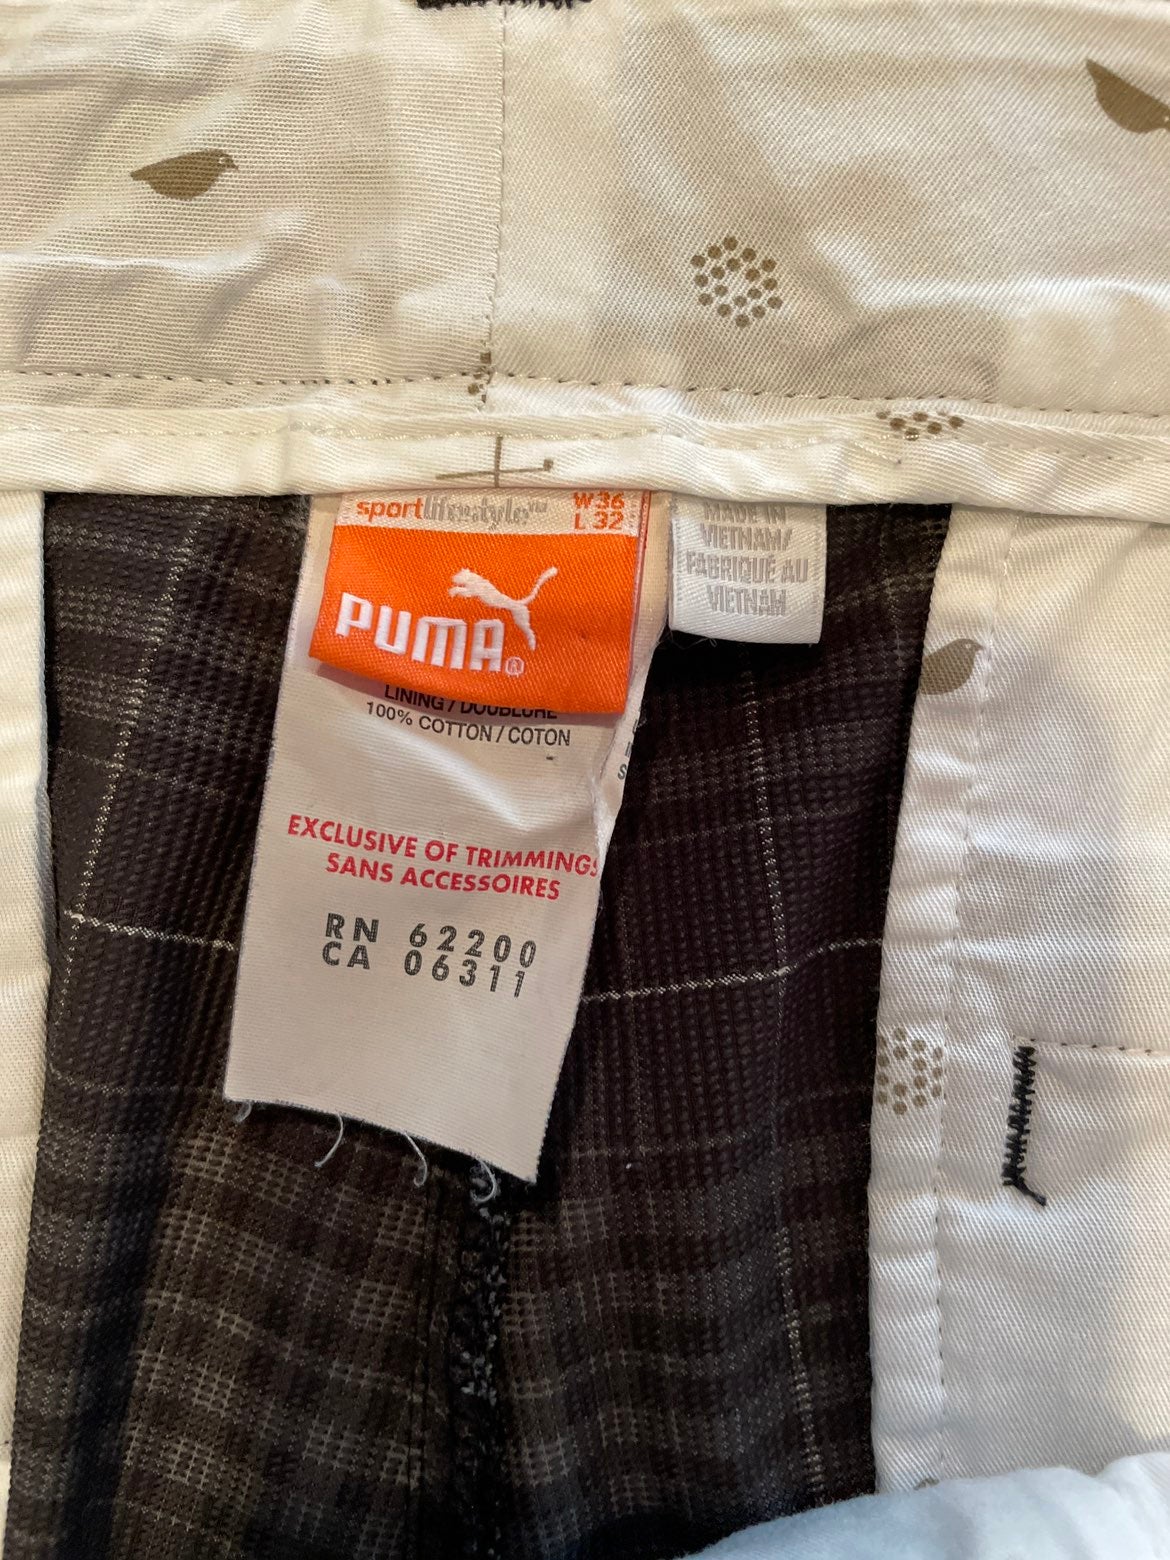 sportlifestyle™
W 36
L 32
PUMA®
MADE IN
VIETNAM/
FABRIQUÉ AU
VIETNAM
LINING / DOUBLURE
100% COTTON / COTON
EXCLUSIVE OF TRIMMINGS
SANS ACCESSOIRES
RN 62200
CA 06311